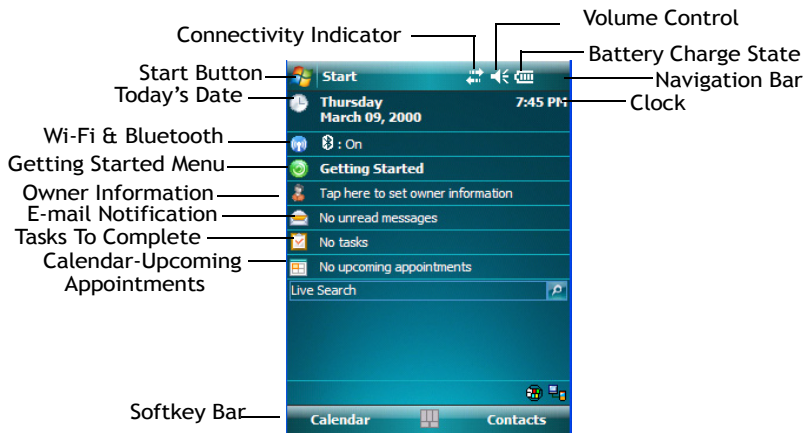 Volume Control
Connectivity Indicator
Battery Charge State
Start Button
Start
Navigation Bar
Today's Date
Thursday
March 09, 2000
7:45 PM
Clock
Wi-Fi & Bluetooth
: On
Getting Started Menu
Getting Started
Owner Information
Tap here to set owner information
E-mail Notification
No unread messages
Tasks To Complete
No tasks
Calendar-Upcoming
Appointments
No upcoming appointments
Live Search
Softkey Bar
Calendar
Contacts